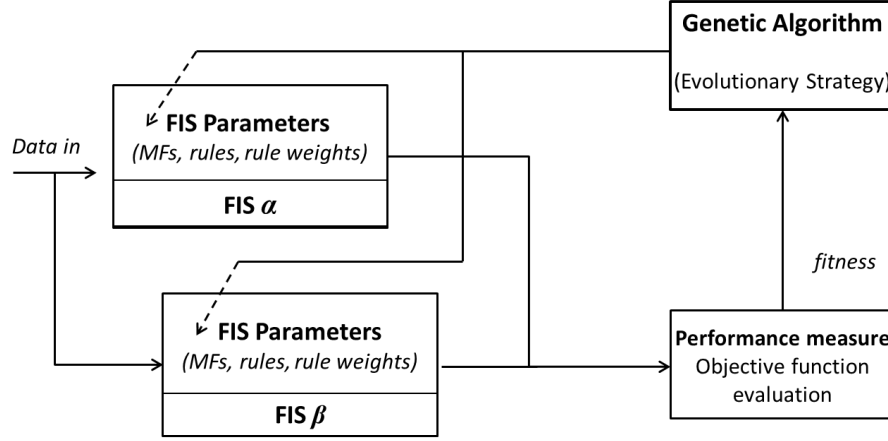 Genetic Algorithm
(Evolutionary Strategy)
FIS Parameters
(MFs, rules, rule weights)
FIS α
Data in
FIS Parameters
(MFs, rules, rule weights)
FIS β
fitness
Performance measure
Objective function
evaluation